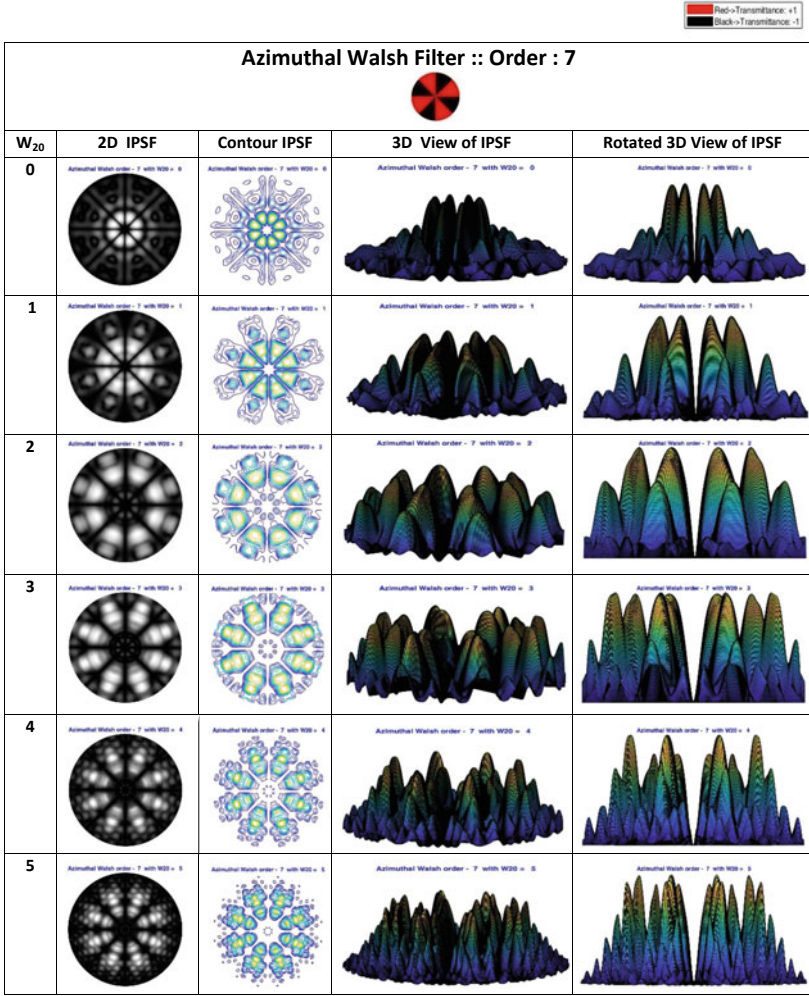 Red->Transmittance: +1
Black->Transmittance: -1
Azimuthal Walsh Filter :: Order : 7
W₂₀ 2D IPSF Contour IPSF 3D View of IPSF Rotated 3D View of IPSF
0
Azimuthal Walsh order - 7 with W20 = 0 Azimuthal Walsh order - 7 with W20 = 0 Azimuthal Walsh order - 7 with W20 = 0 Azimuthal Walsh order - 7 with W20 = 0
1
Azimuthal Walsh order - 7 with W20 = 1 Azimuthal Walsh order - 7 with W20 = 1 Azimuthal Walsh order - 7 with W20 = 1 Azimuthal Walsh order - 7 with W20 = 1
2
Azimuthal Walsh order - 7 with W20 = 2 Azimuthal Walsh order - 7 with W20 = 2 Azimuthal Walsh order - 7 with W20 = 2 Azimuthal Walsh order - 7 with W20 = 2
3
Azimuthal Walsh order - 7 with W20 = 3 Azimuthal Walsh order - 7 with W20 = 3 Azimuthal Walsh order - 7 with W20 = 3 Azimuthal Walsh order - 7 with W20 = 3
4
Azimuthal Walsh order - 7 with W20 = 4 Azimuthal Walsh order - 7 with W20 = 4 Azimuthal Walsh order - 7 with W20 = 4 Azimuthal Walsh order - 7 with W20 = 4
5
Azimuthal Walsh order - 7 with W20 = 5 Azimuthal Walsh order - 7 with W20 = 5 Azimuthal Walsh order - 7 with W20 = 5 Azimuthal Walsh order - 7 with W20 = 5